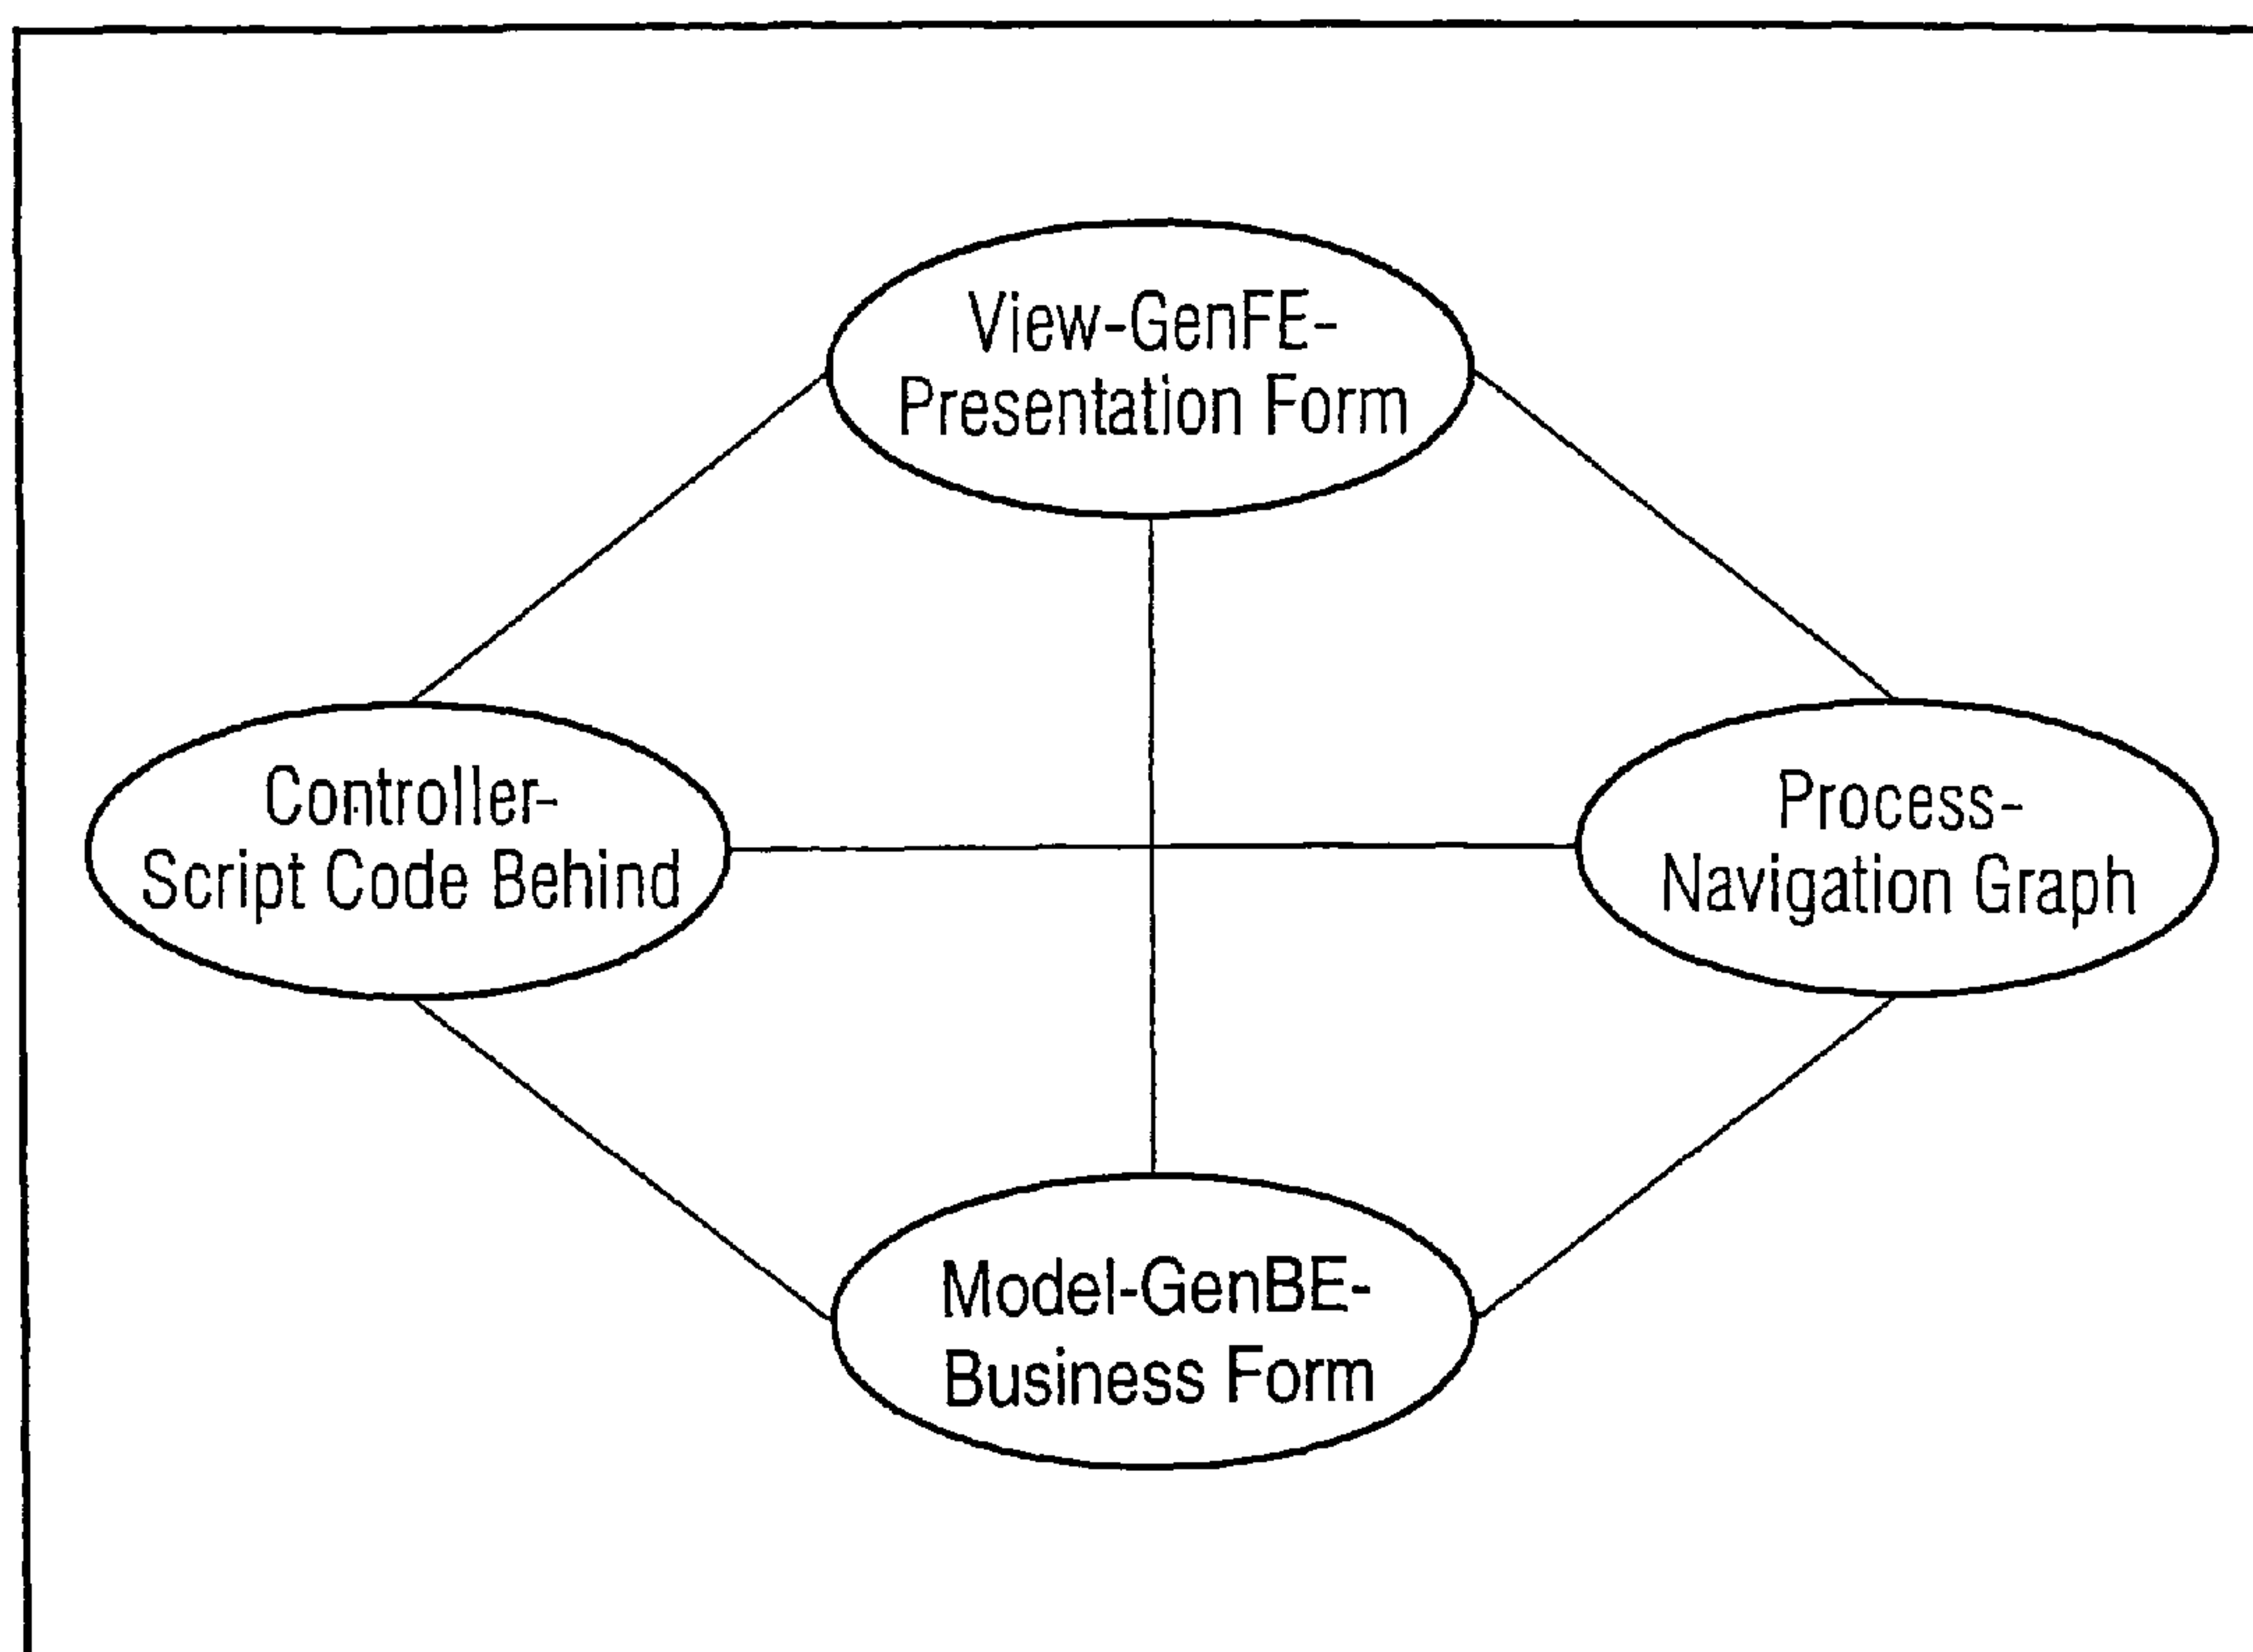 View-GenFE-
Presentation Form
Controller-
Script Code Behind
Process-
Navigation Graph
Model-GenBE-
Business Form